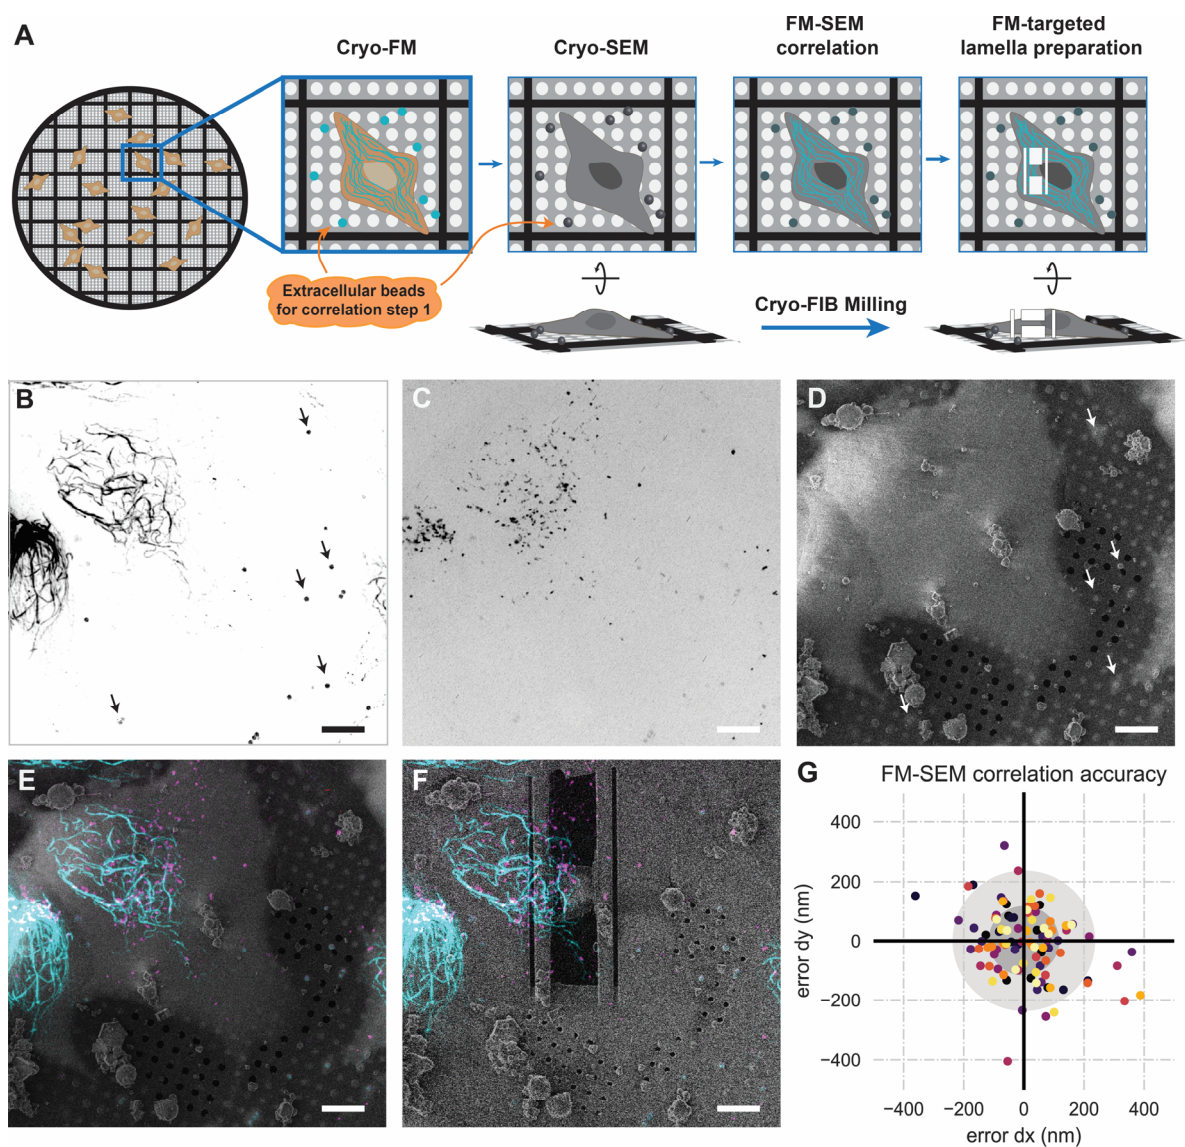 A
Cryo-FM
Cryo-SEM
FM-SEM
correlation
FM-targeted
lamella preparation
Extracellular beads
for correlation step 1
Cryo-FIB Milling
B
C
D
E
F
G
FM-SEM correlation accuracy
error dy (nm)
400
200
0
−200
−400
−400
−200
0
200
400
error dx (nm)